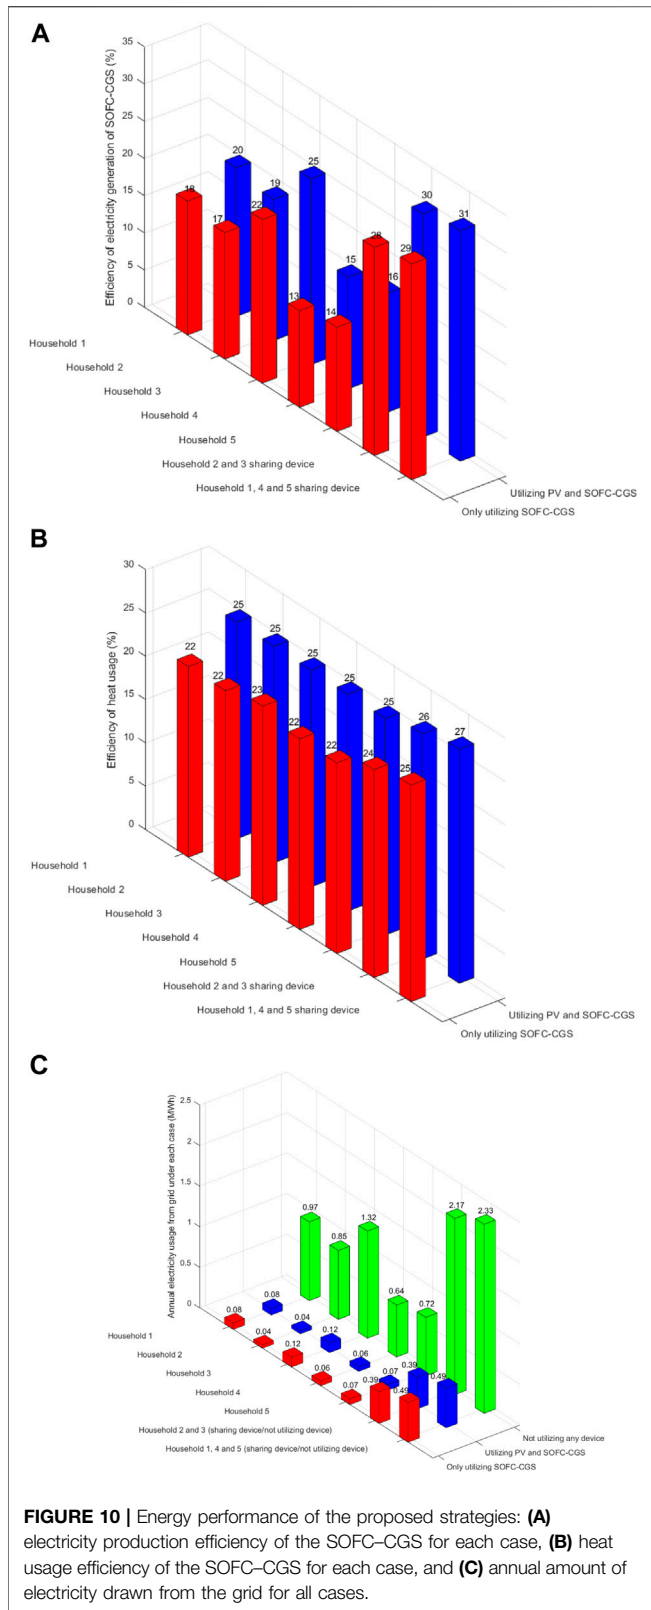 A
Efficiency of electricity generation of SOFC-CGS (%)
35
30
25
20
15
10
5
0
20
19
25
15
16
30
31
18
17
22
13
14
28
29
Household 1
Household 2
Household 3
Household 4
Household 5
Household 2 and 3 sharing device
Household 1, 4 and 5 sharing device
Utilizing PV and SOFC-CGS
Only utilizing SOFC-CGS
B
Efficiency of heat usage (%)
30
25
20
15
10
5
0
25
25
25
25
25
26
27
22
22
23
22
22
24
25
Household 1
Household 2
Household 3
Household 4
Household 5
Household 2 and 3 sharing device
Household 1, 4 and 5 sharing device
Utilizing PV and SOFC-CGS
Only utilizing SOFC-CGS
C
Annual electricity usage from grid under each case (MWh)
2.5
2
1.5
1
0.5
0
0.97
0.85
1.32
0.64
0.72
2.17
2.33
0.08
0.04
0.12
0.06
0.07
0.39
0.49
0.08
0.04
0.12
0.06
0.07
0.39
0.49
Household 1
Household 2
Household 3
Household 4
Household 5
Household 2 and 3 (sharing device/not utilizing device)
Household 1, 4 and 5 (sharing device/not utilizing device)
Not utilizing any device
Utilizing PV and SOFC-CGS
Only utilizing SOFC-CGS
FIGURE 10 | Energy performance of the proposed strategies: (A)
electricity production efficiency of the SOFC–CGS for each case, (B) heat
usage efficiency of the SOFC–CGS for each case, and (C) annual amount of
electricity drawn from the grid for all cases.